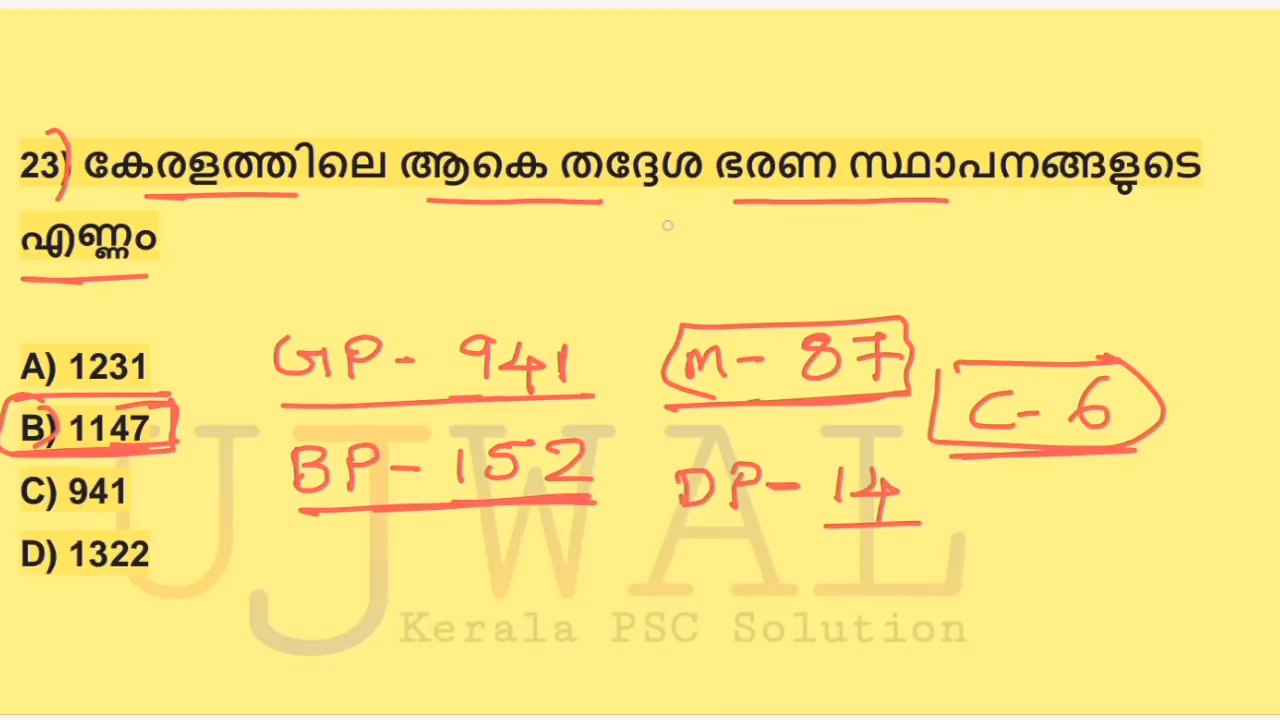 23) കേരളത്തിലെ ആകെ തദ്ദേശ ഭരണ സ്ഥാപനങ്ങളുടെ
എണ്ണം
A) 1231
B) 1147
C) 941
D) 1322
GP- 941
M- 87
C- 6
BP- 152
DP- 14
UJWAL
Kerala PSC Solution